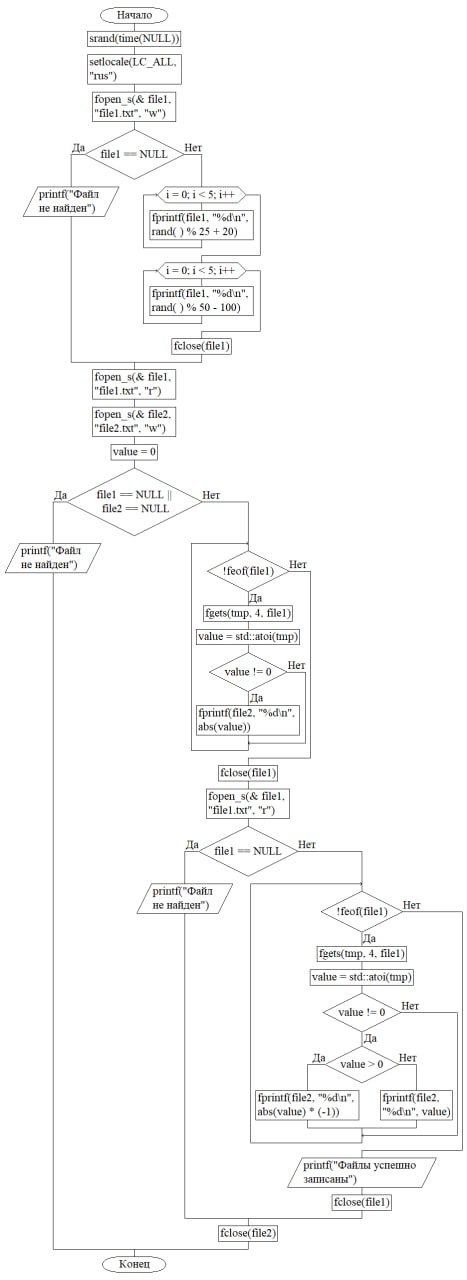 Начало
srand(time(NULL))
setlocale(LC_ALL,
"rus")
fopen_s(& file1,
"file1.txt", "w")
Да
file1 == NULL
Нет
printf("Файл
не найден")
i = 0; i < 5; i++
fprintf(file1, "%d\n",
rand( ) % 25 + 20)
i = 0; i < 5; i++
fprintf(file1, "%d\n",
rand( ) % 50 - 100)
fclose(file1)
fopen_s(& file1,
"file1.txt", "r")
fopen_s(& file2,
"file2.txt", "w")
value = 0
Да
file1 == NULL ||
file2 == NULL
Нет
printf("Файл
не найден")
!feof(file1)
Нет
Да
fgets(tmp, 4, file1)
value = std::atoi(tmp)
value != 0
Нет
Да
fprintf(file2, "%d\n",
abs(value))
fclose(file1)
fopen_s(& file1,
"file1.txt", "r")
Да
file1 == NULL
Нет
printf("Файл
не найден")
!feof(file1)
Нет
Да
fgets(tmp, 4, file1)
value = std::atoi(tmp)
value != 0
Нет
Да
Да
value > 0
Нет
fprintf(file2, "%d\n",
abs(value) * (-1))
fprintf(file2,
"%d\n", value)
printf("Файлы успешно
записаны")
fclose(file1)
fclose(file2)
Конец